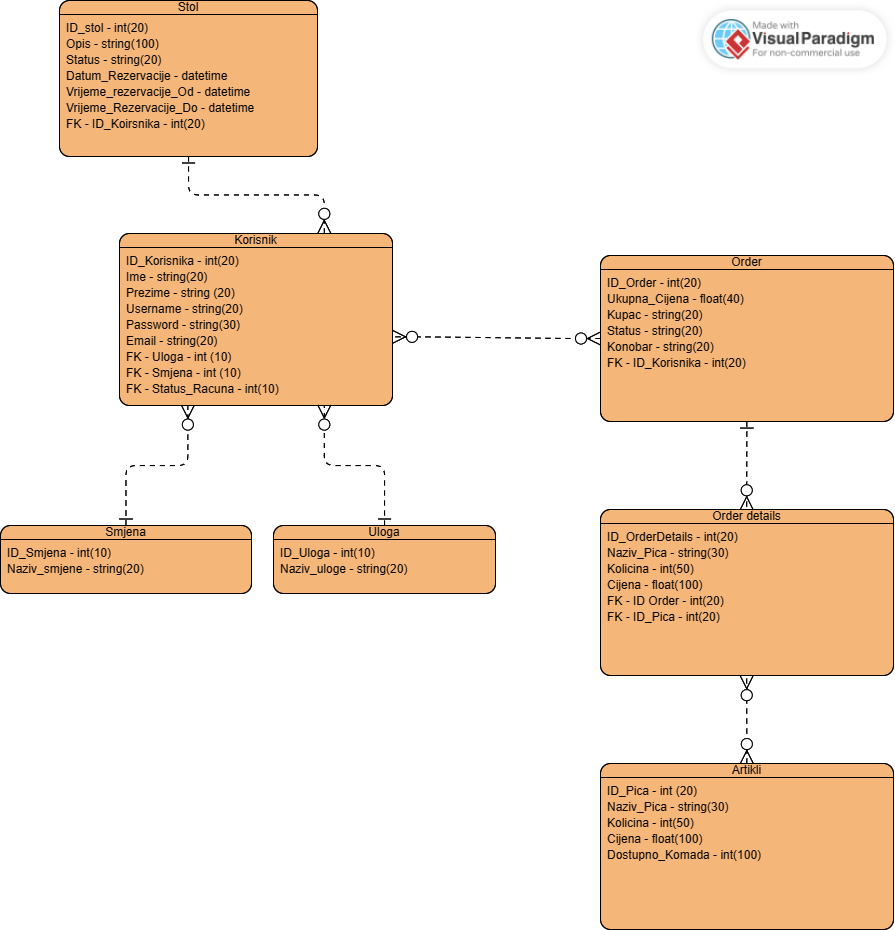 Stol
ID_stol - int(20)
Opis - string(100)
Status - string(20)
Datum_Rezervacije - datetime
Vrijeme_rezervacije_Od - datetime
Vrijeme_Rezervacije_Do - datetime
FK - ID_Koirsnika - int(20)
Made with
VisualParadigm
For non-commercial use
Korisnik
ID_Korisnika - int(20)
Ime - string(20)
Prezime - string (20)
Username - string(20)
Password - string(30)
Email - string(20)
FK - Uloga - int (10)
FK - Smjena - int (10)
FK - Status_Racuna - int(10)
Order
ID_Order - int(20)
Ukupna_Cijena - float(40)
Kupac - string(20)
Status - string(20)
Konobar - string(20)
FK - ID_Korisnika - int(20)
Smjena
ID_Smjena - int(10)
Naziv_smjene - string(20)
Uloga
ID_Uloga - int(10)
Naziv_uloge - string(20)
Order details
ID_OrderDetails - int(20)
Naziv_Pica - string(30)
Kolicina - int(50)
Cijena - float(100)
FK - ID Order - int(20)
FK - ID_Pica - int(20)
Artikli
ID_Pica - int (20)
Naziv_Pica - string(30)
Kolicina - int(50)
Cijena - float(100)
Dostupno_Komada - int(100)